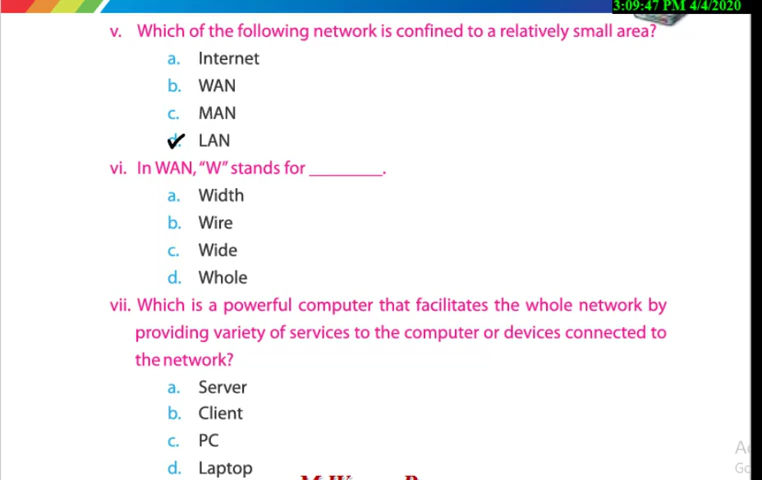 3:09:47 PM 4/4/2020
v. Which of the following network is confined to a relatively small area?
a. Internet
b. WAN
c. MAN
LAN
vi. In WAN, “W” stands for ________.
a. Width
b. Wire
c. Wide
d. Whole
vii. Which is a powerful computer that facilitates the whole network by
providing variety of services to the computer or devices connected to
the network?
a. Server
b. Client
c. PC
d. Laptop